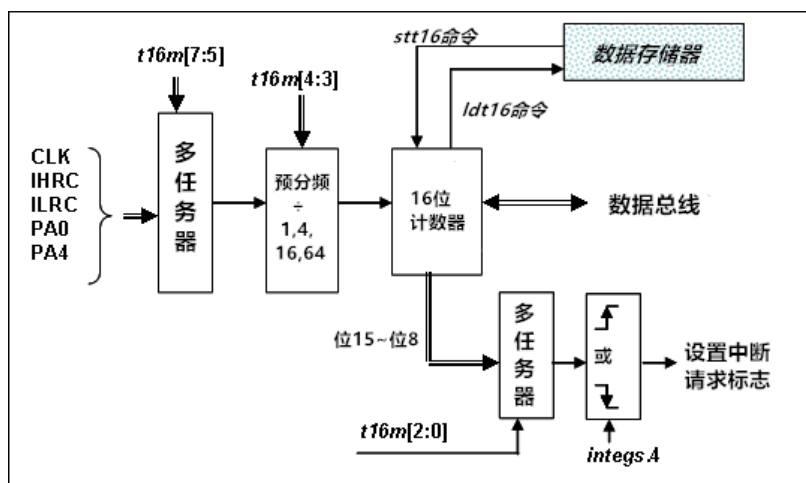 stt16命令
数据存储器
t16m[7:5]
t16m[4:3]
ldt16命令
CLK
IHRC
ILRC
PA0
PA4
多任务器
预分频
÷
1,4,
16,64
16位
计数器
数据总线
位15~位8
多任务器
或
设置中断
请求标志
t16m[2:0]
integs.4